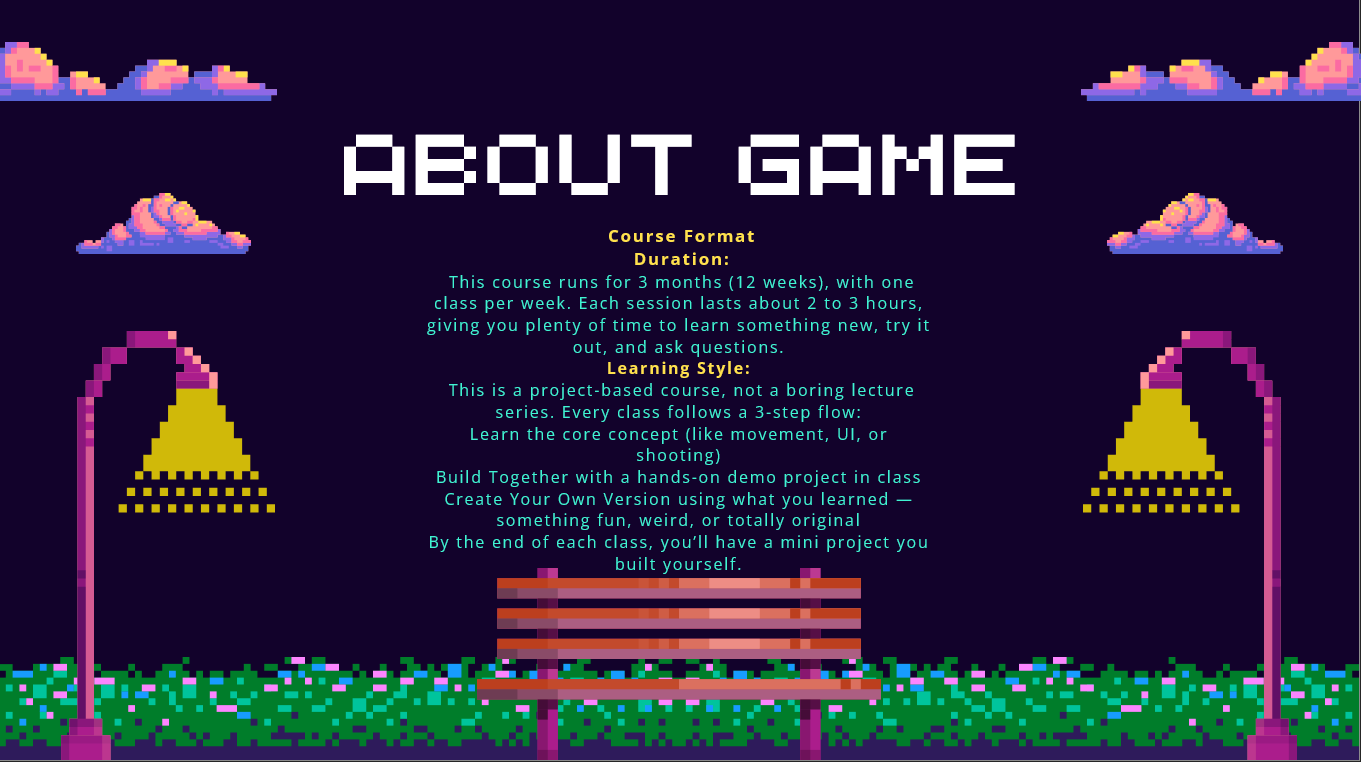 ABOUT GAME
Course Format
Duration:
This course runs for 3 months (12 weeks), with one
class per week. Each session lasts about 2 to 3 hours,
giving you plenty of time to learn something new, try it
out, and ask questions.
Learning Style:
This is a project-based course, not a boring lecture
series. Every class follows a 3-step flow:
Learn the core concept (like movement, UI, or
shooting)
Build Together with a hands-on demo project in class
Create Your Own Version using what you learned —
something fun, weird, or totally original
By the end of each class, you’ll have a mini project you
built yourself.